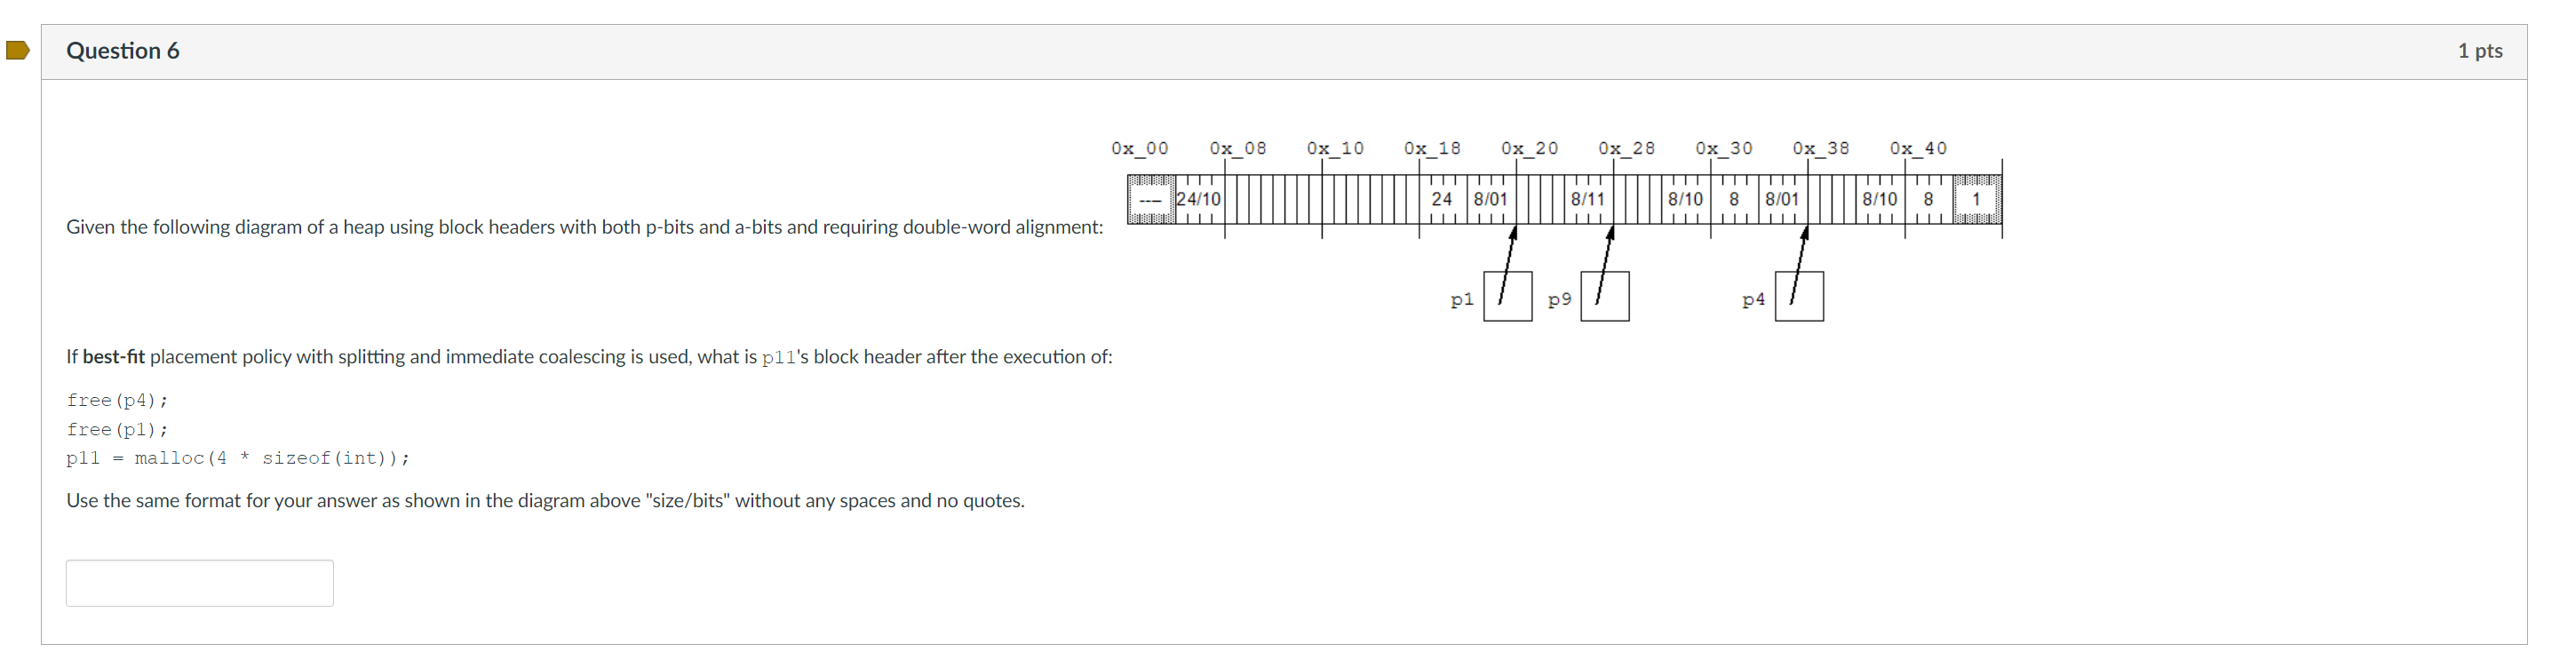 Question 6
1 pts
0x_00 0x_08 0x_10 0x_18 0x_20 0x_28 0x_30 0x_38 0x_40
--- 24/10 24 8/01 8/11 8/10 8 8/01 8/10 8 1
Given the following diagram of a heap using block headers with both p-bits and a-bits and requiring double-word alignment:
p1 p9 p4
If best-fit placement policy with splitting and immediate coalescing is used, what is p11's block header after the execution of:
free(p4);
free(p1);
p11 = malloc(4 * sizeof(int));
Use the same format for your answer as shown in the diagram above "size/bits" without any spaces and no quotes.